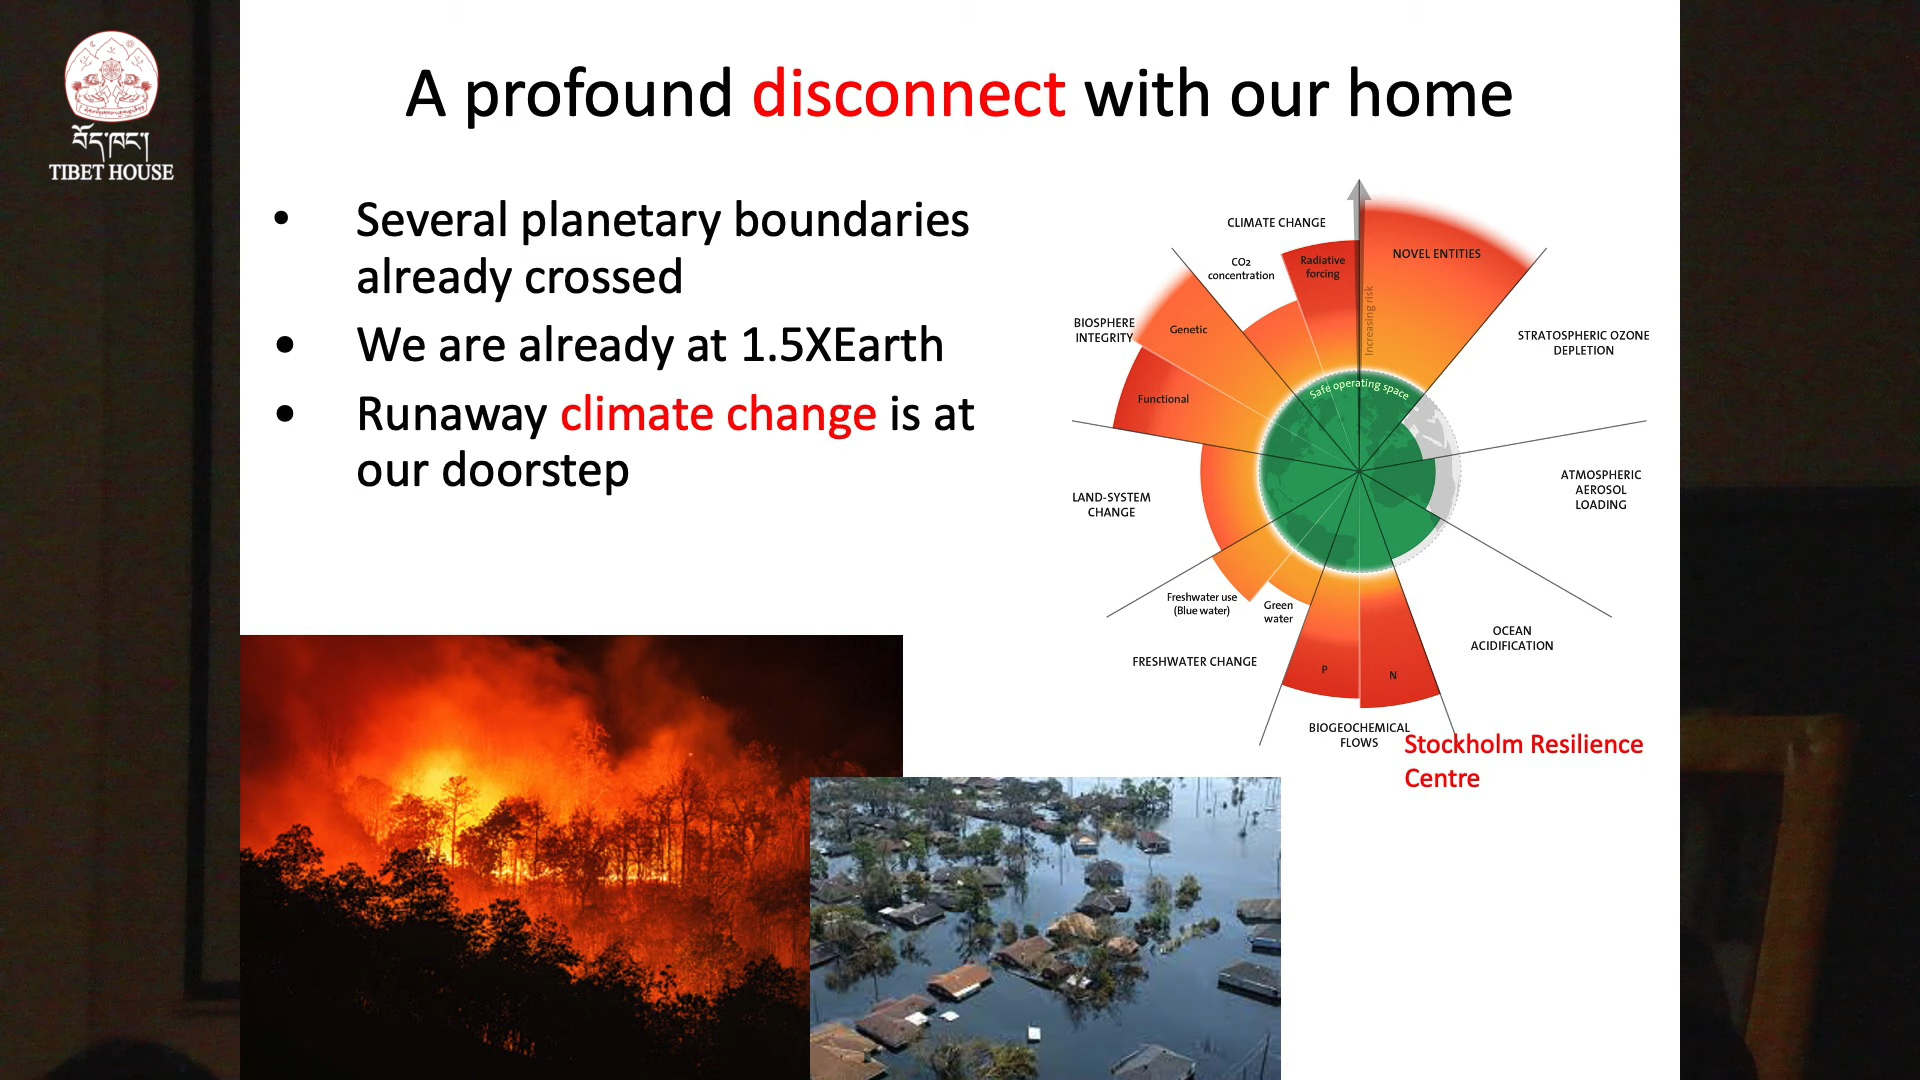 བོད་ཁང་།
TIBET HOUSE
A profound disconnect with our home
• Several planetary boundaries
already crossed
• We are already at 1.5XEarth
• Runaway climate change is at
our doorstep
CLIMATE CHANGE
CO2
concentration
Radiative
forcing
NOVEL ENTITIES
Increasing risk
BIOSPHERE
INTEGRITY
Genetic
Functional
STRATOSPHERIC OZONE
DEPLETION
Safe operating space
ATMOSPHERIC
AEROSOL
LOADING
LAND-SYSTEM
CHANGE
Freshwater use
(Blue water)
Green
water
FRESHWATER CHANGE
OCEAN
ACIDIFICATION
P
N
BIOGEOCHEMICAL
FLOWS
Stockholm Resilience
Centre